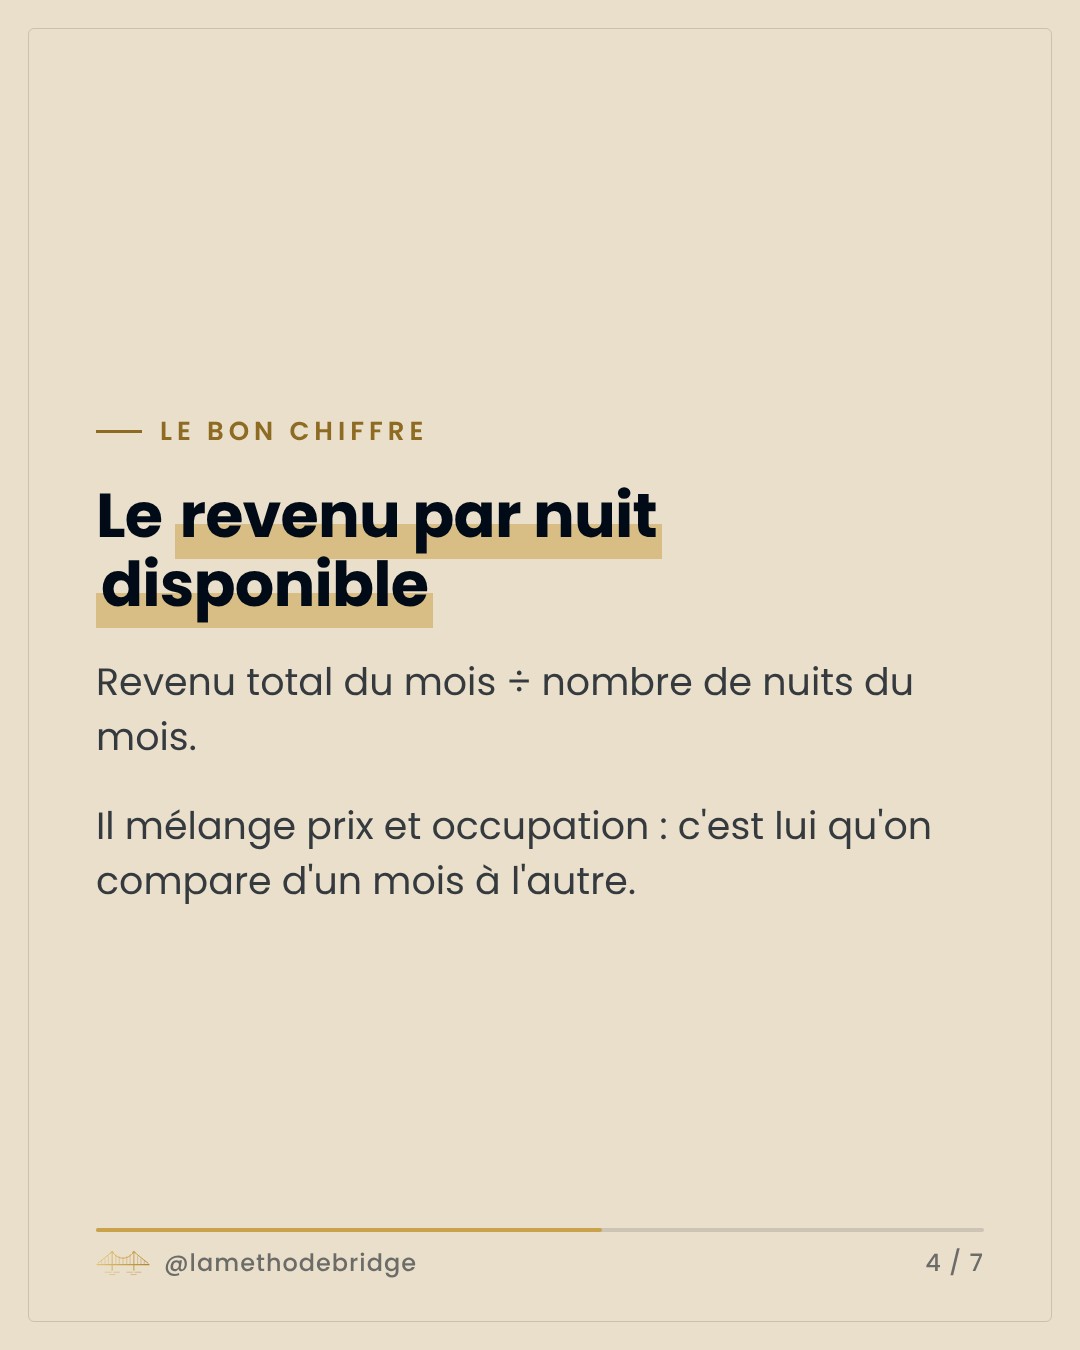 LE BON CHIFFRE
Le revenu par nuit
disponible
Revenu total du mois ÷ nombre de nuits du
mois.
Il mélange prix et occupation : c'est lui qu'on
compare d'un mois à l'autre.
@lamethodebridge
4 / 7